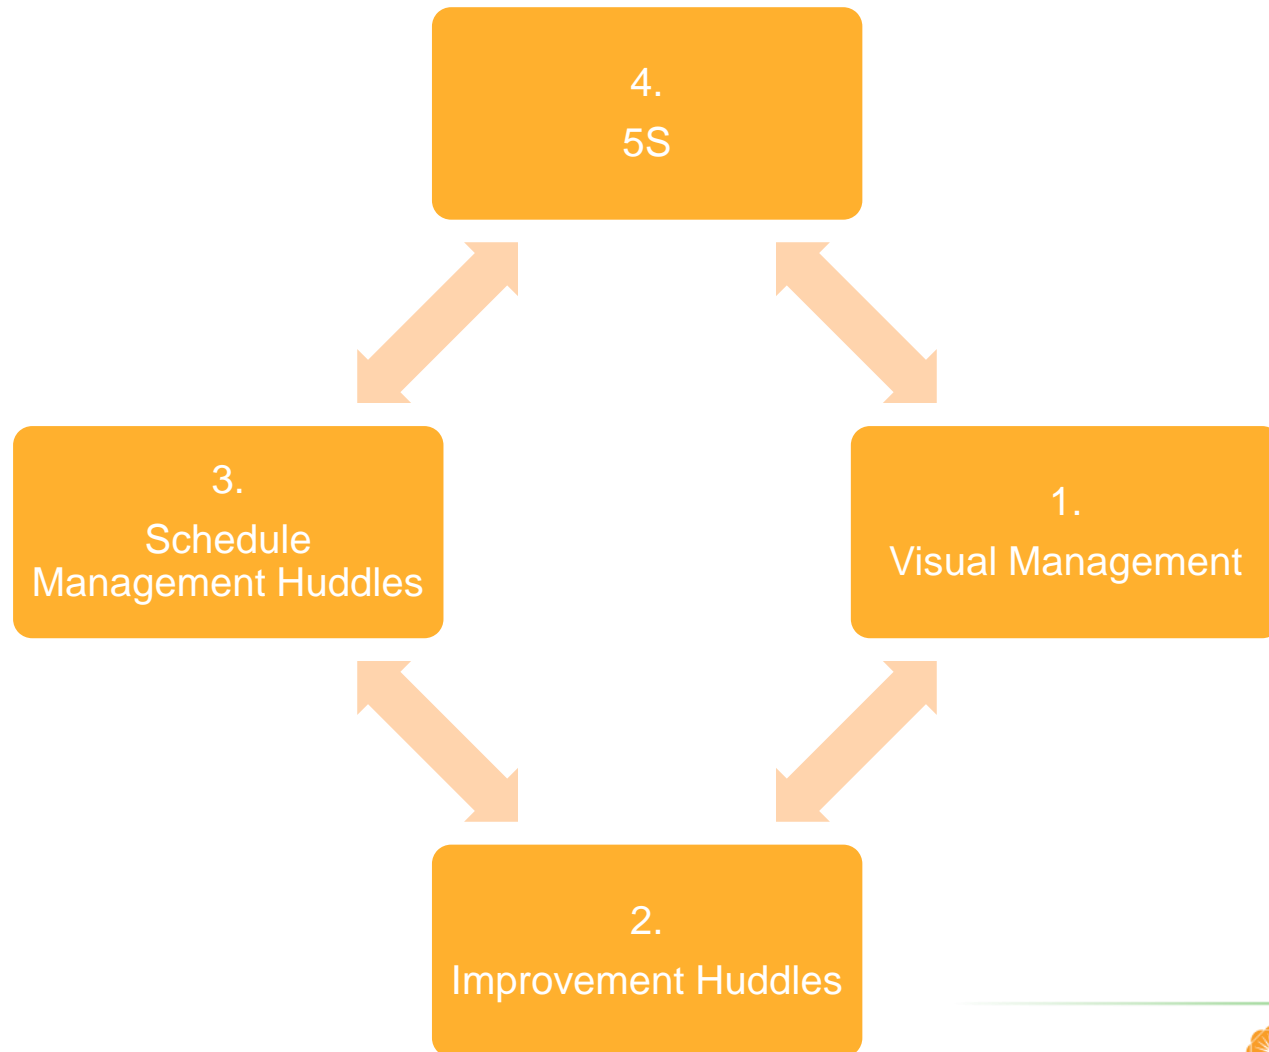 4.
5S
3.
Schedule
Management Huddles
1.
Visual Management
2.
Improvement Huddles